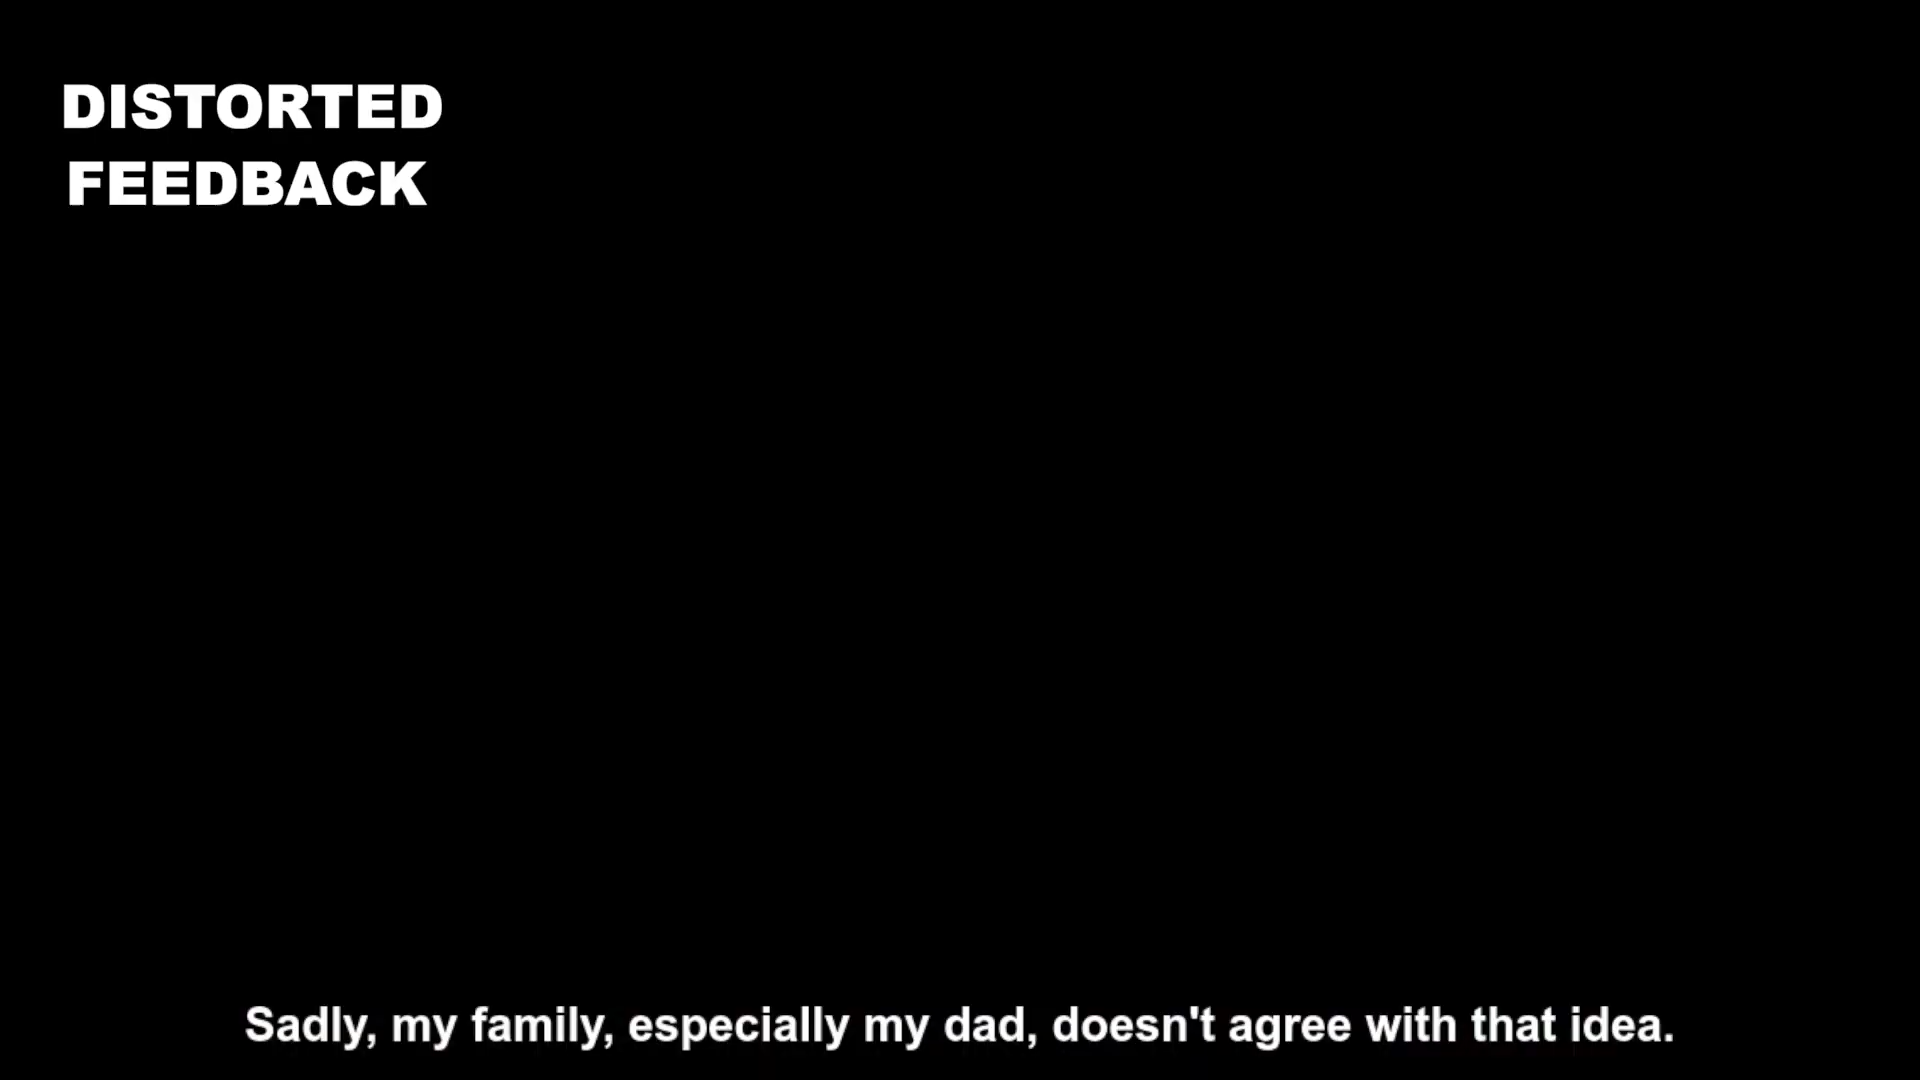 DISTORTED
FEEDBACK
Sadly, my family, especially my dad, doesn't agree with that idea.